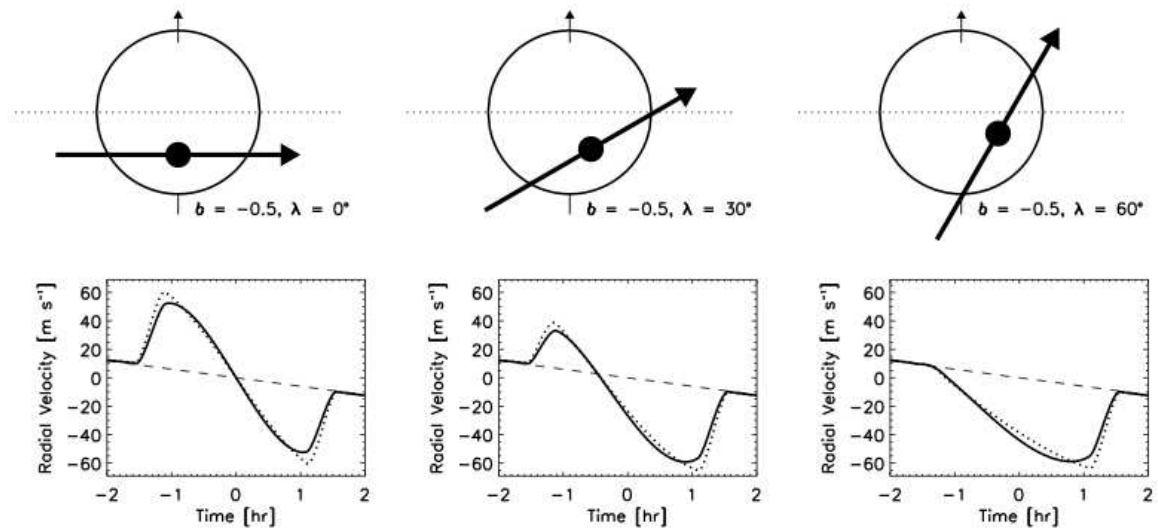 b = −0.5, λ = 0°
b = −0.5, λ = 30°
b = −0.5, λ = 60°
Radial Velocity [m s⁻¹]
60
40
20
0
−20
−40
−60
−2 −1 0 1 2
Time [hr]
Radial Velocity [m s⁻¹]
60
40
20
0
−20
−40
−60
−2 −1 0 1 2
Time [hr]
Radial Velocity [m s⁻¹]
60
40
20
0
−20
−40
−60
−2 −1 0 1 2
Time [hr]